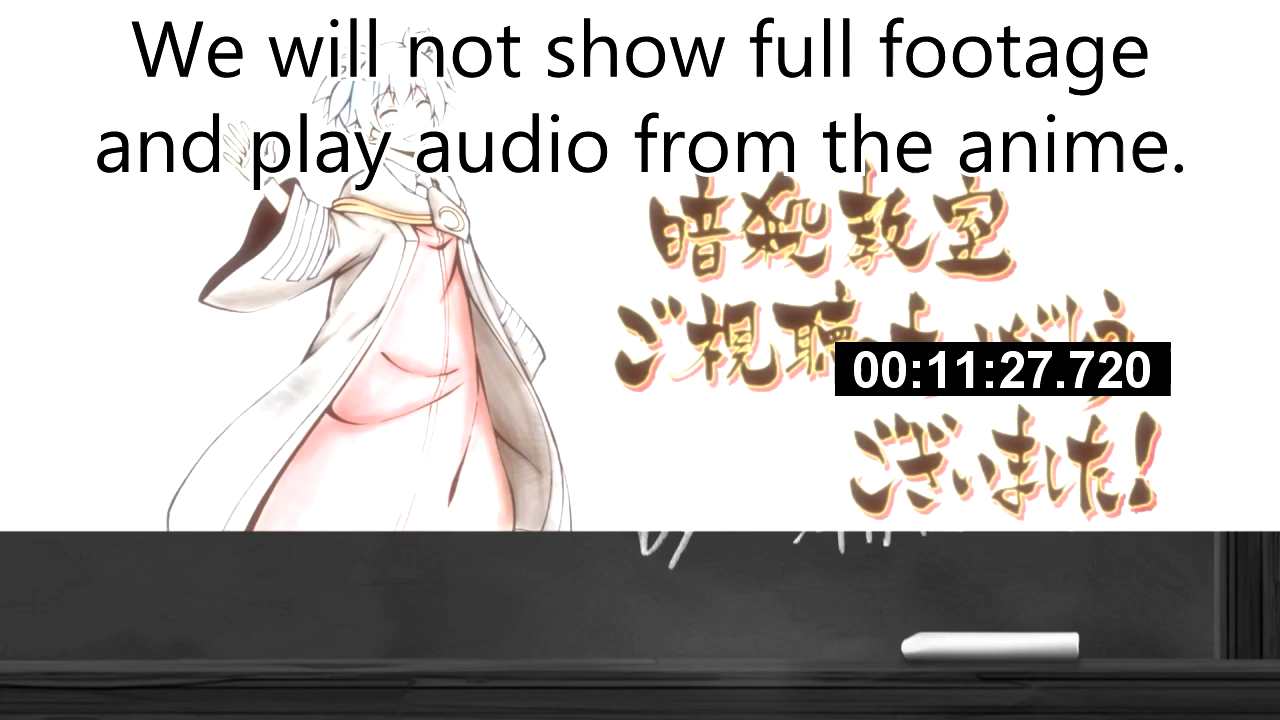 We will not show full footage
and play audio from the anime.
暗殺教室
ご視聴
00:11:27.720
ございました!